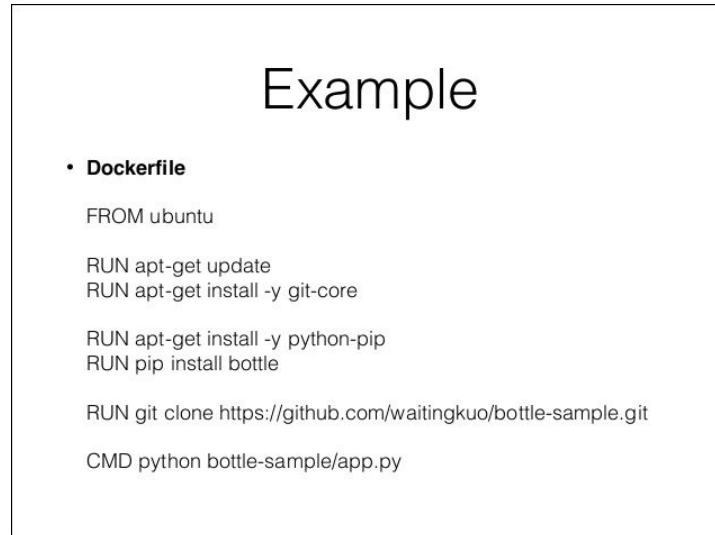 Example
• Dockerfile
FROM ubuntu
RUN apt-get update
RUN apt-get install -y git-core
RUN apt-get install -y python-pip
RUN pip install bottle
RUN git clone https://github.com/waitingkuo/bottle-sample.git
CMD python bottle-sample/app.py